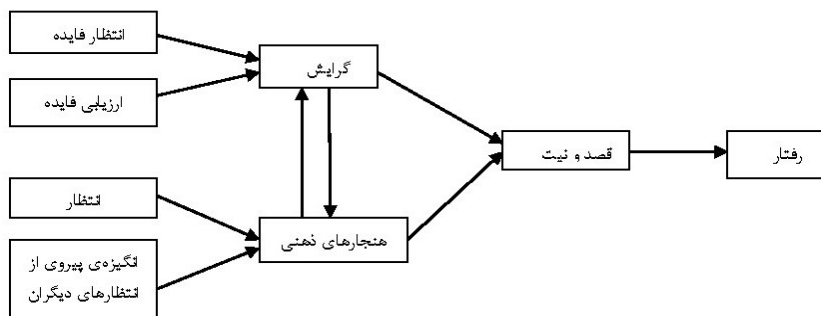 انتظار فایده
ارزیابی فایده
گرایش
قصد و نیت
رفتار
انتظار
هنجارهای ذهنی
انگیزه‌ی پیروی از
انتظارهای دیگران